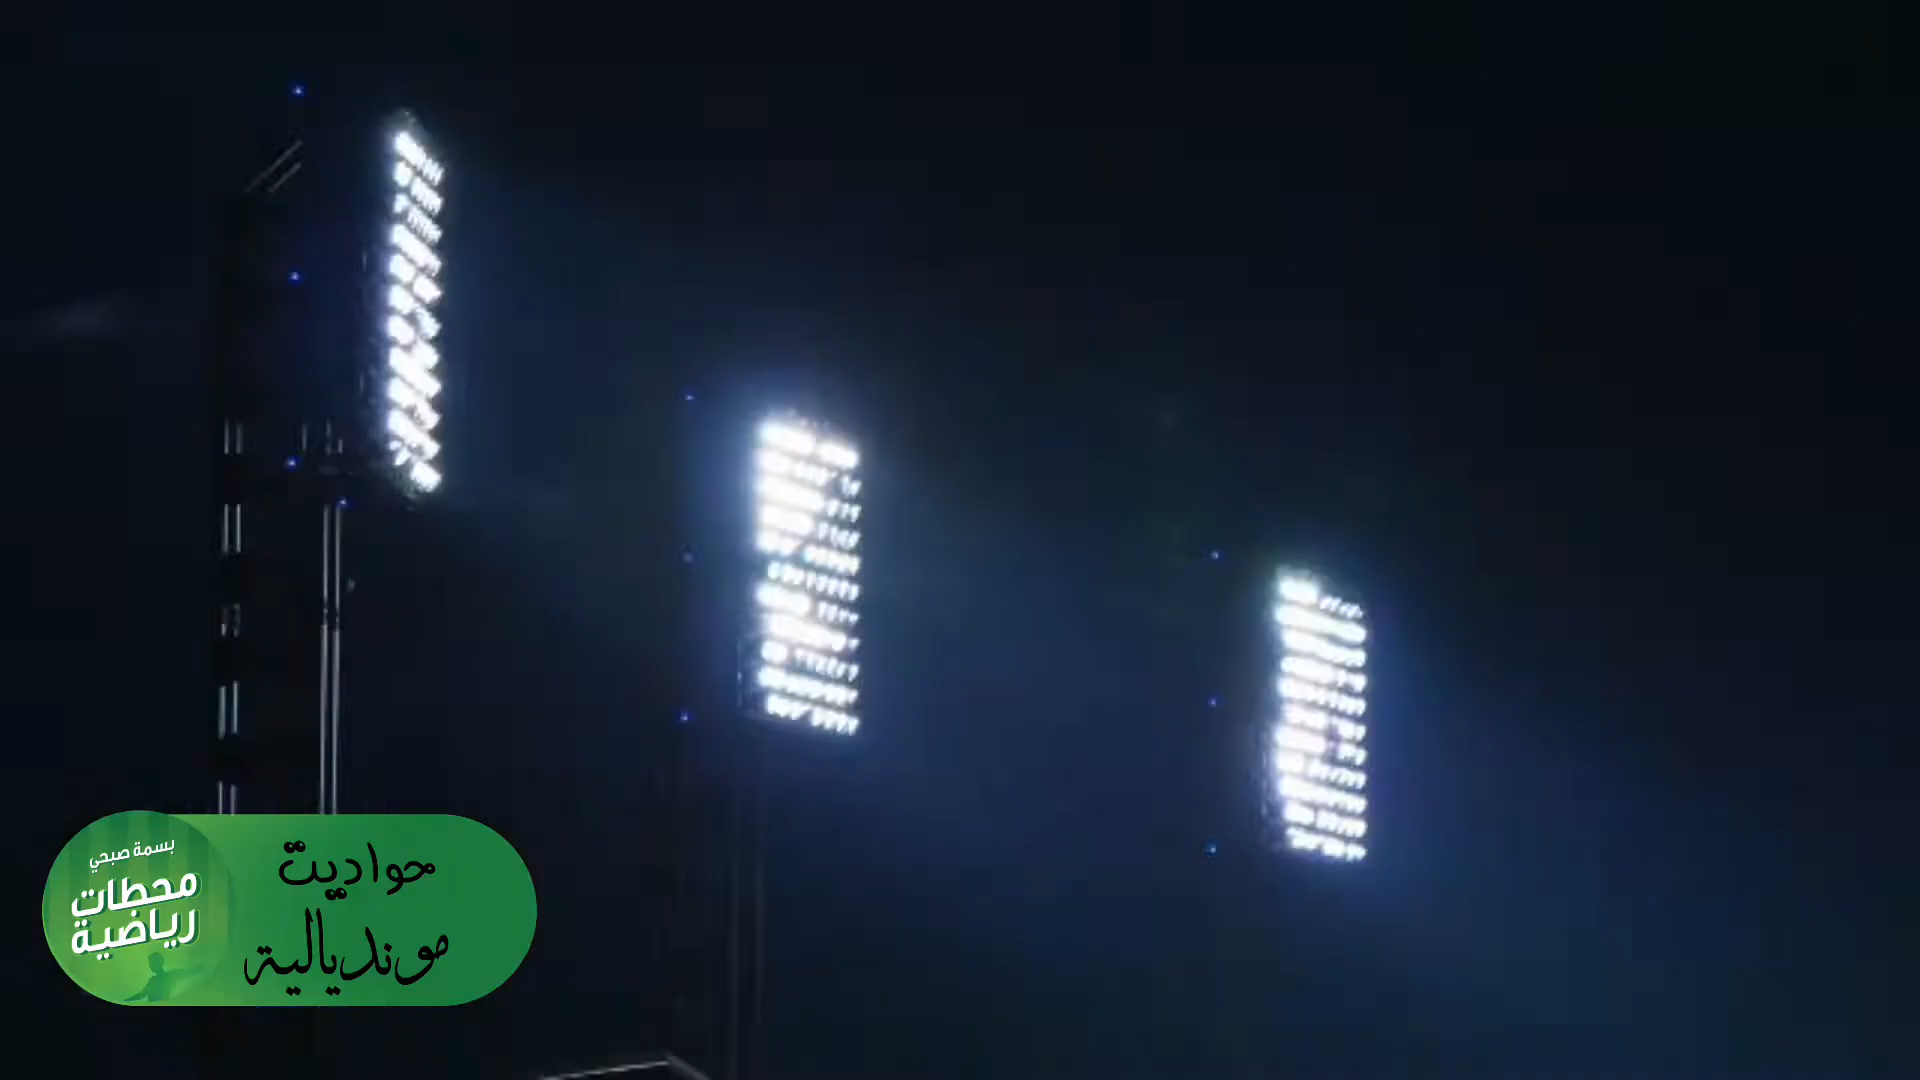 بسمة صبحي
محطات
رياضية
حواديت
مونديالية